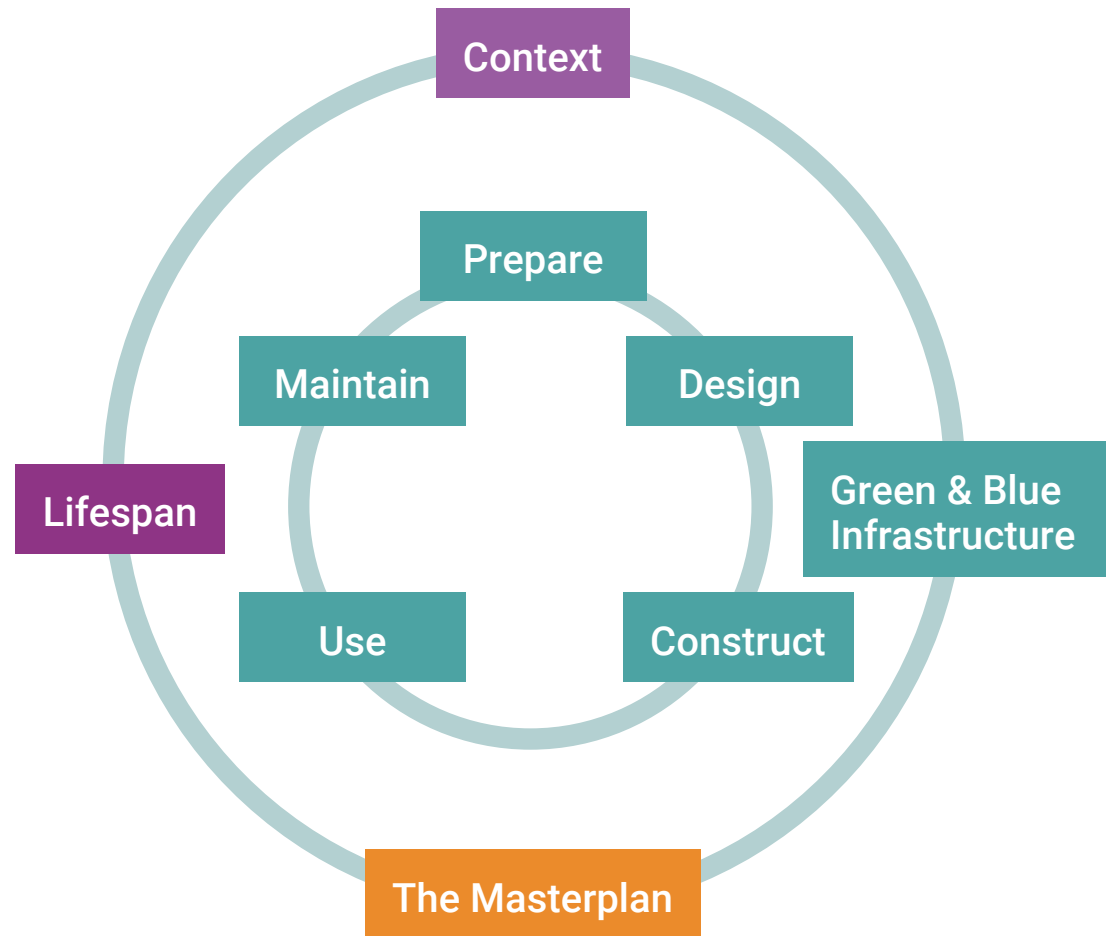 Context
Prepare
Maintain
Design
Green & Blue
Infrastructure
Lifespan
Use
Construct
The Masterplan